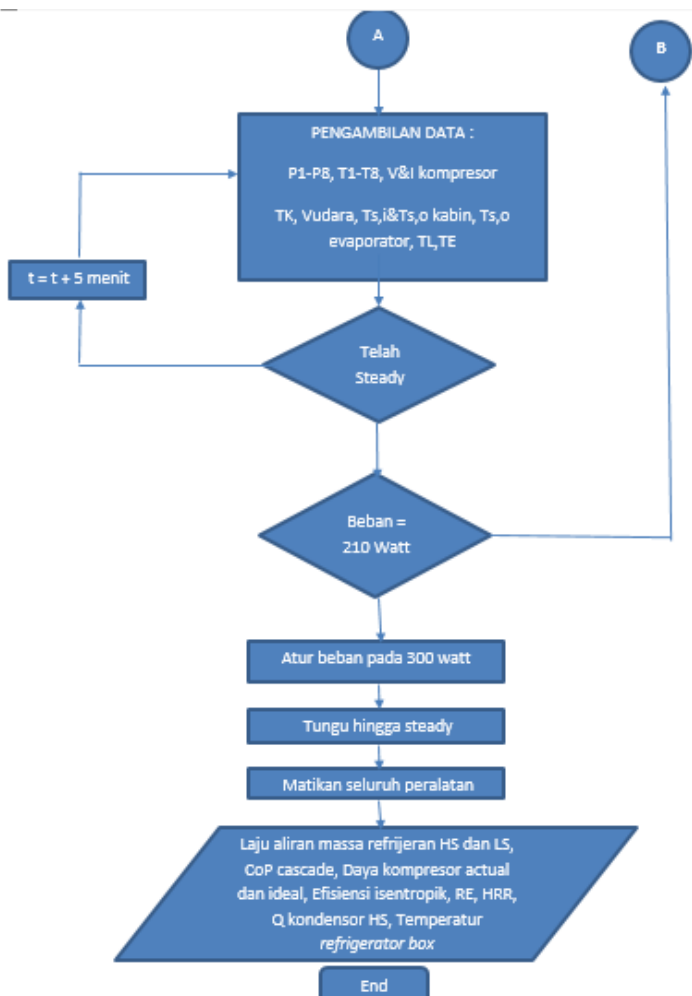 A
B
PENGAMBILAN DATA :
P1-P8, T1-T8, V&I kompresor
TK, Vudara, Ts,i&Ts,o kabin, Ts,o
evaporator, TL,TE
t = t + 5 menit
Telah
Steady
Beban =
210 Watt
Atur beban pada 300 watt
Tungu hingga steady
Matikan seluruh peralatan
Laju aliran massa refrijeran HS dan LS,
CoP cascade, Daya kompresor actual
dan ideal, Efisiensi isentropik, RE, HRR,
Q kondensor HS, Temperatur
refrigerator box
End